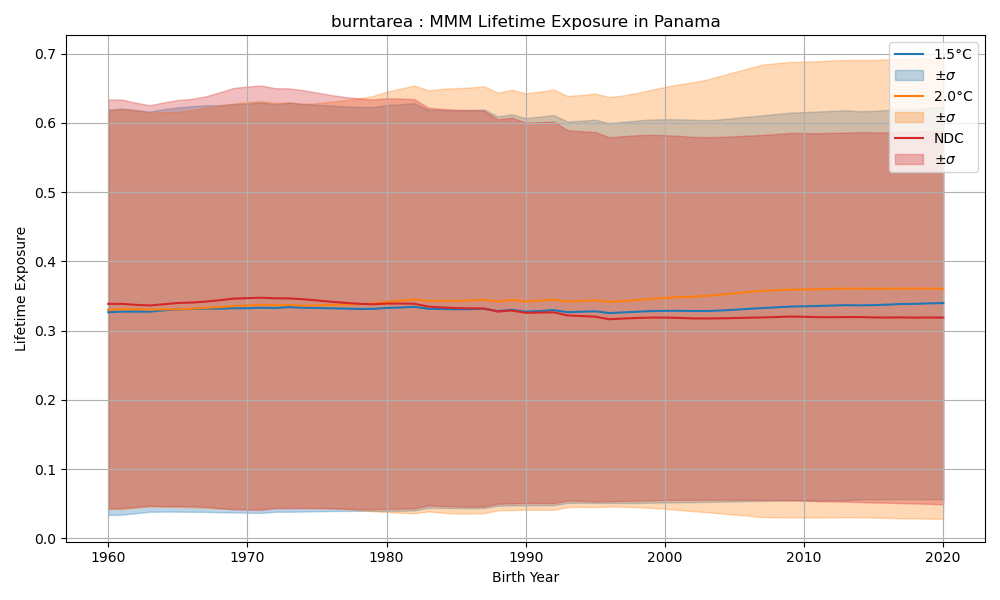 burntarea : MMM Lifetime Exposure in Panama
Lifetime Exposure
0.7
0.6
0.5
0.4
0.3
0.2
0.1
0.0
1960 1970 1980 1990 2000 2010 2020
Birth Year
1.5°C
±σ
2.0°C
±σ
NDC
±σ